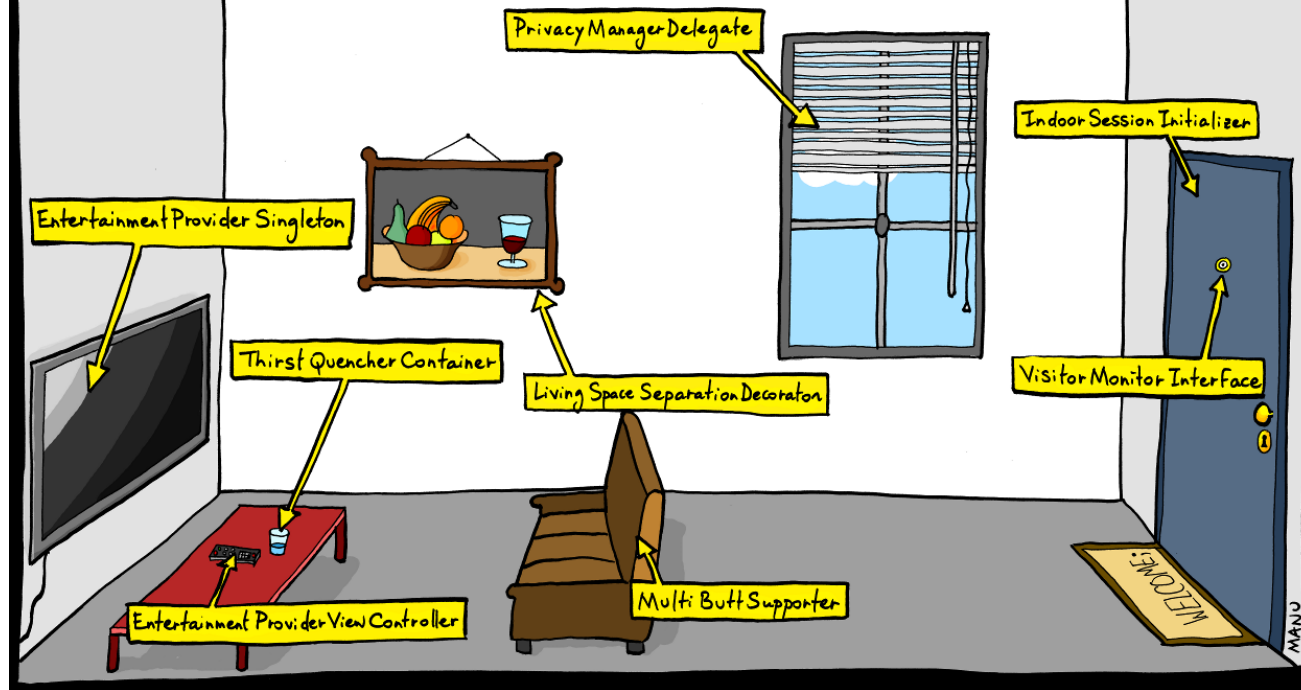 Privacy Manager Delegate
Indoor Session Initializer
Entertainment Provider Singleton
Thirst Quencher Container
Living Space Separation Decorator
Visitor Monitor Interface
Multi Butt Supporter
Entertainment Provider View Controller
WELCOME;
MANU